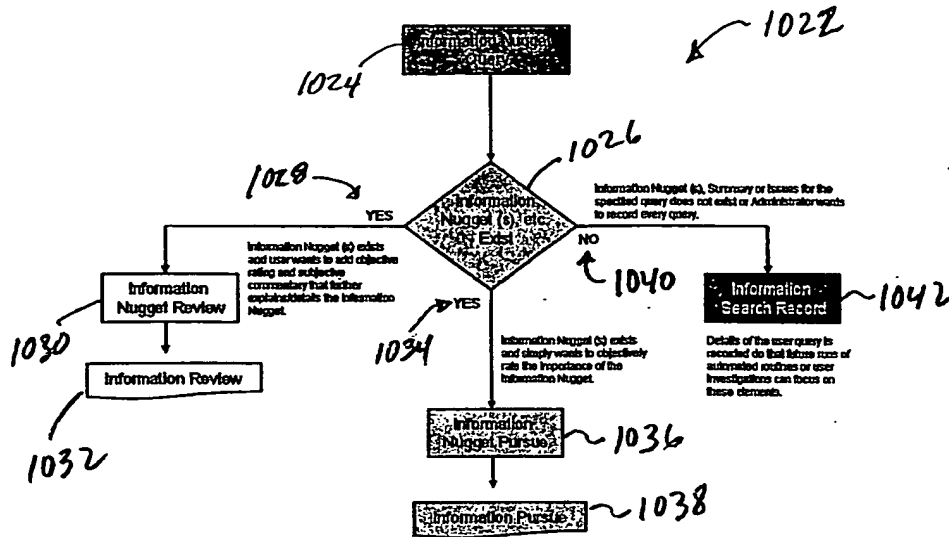 1022
Information Nugget
Query
1024
1026
1028
Information
Nugget (s), etc.
Exist
YES
Information Nugget (s), Summary or Issues for the
specified query does not exist or Administrator wants
to record every query.
NO
1040
Information Nugget (s) exists
and user wants to add objective
rating and subjective
commentary that further
explains/details the Information
Nugget.
Information
Nugget Review
1030
YES
1034
Information
Search Record
1042
Information Nugget (s) exists
and simply wants to objectively
rate the importance of the
Information Nugget.
Details of the user query is
recorded do that future runs of
automated routines or user
investigations can focus on
these elements.
Information Review
1032
Information
Nugget Pursue
1036
Information Pursue
1038